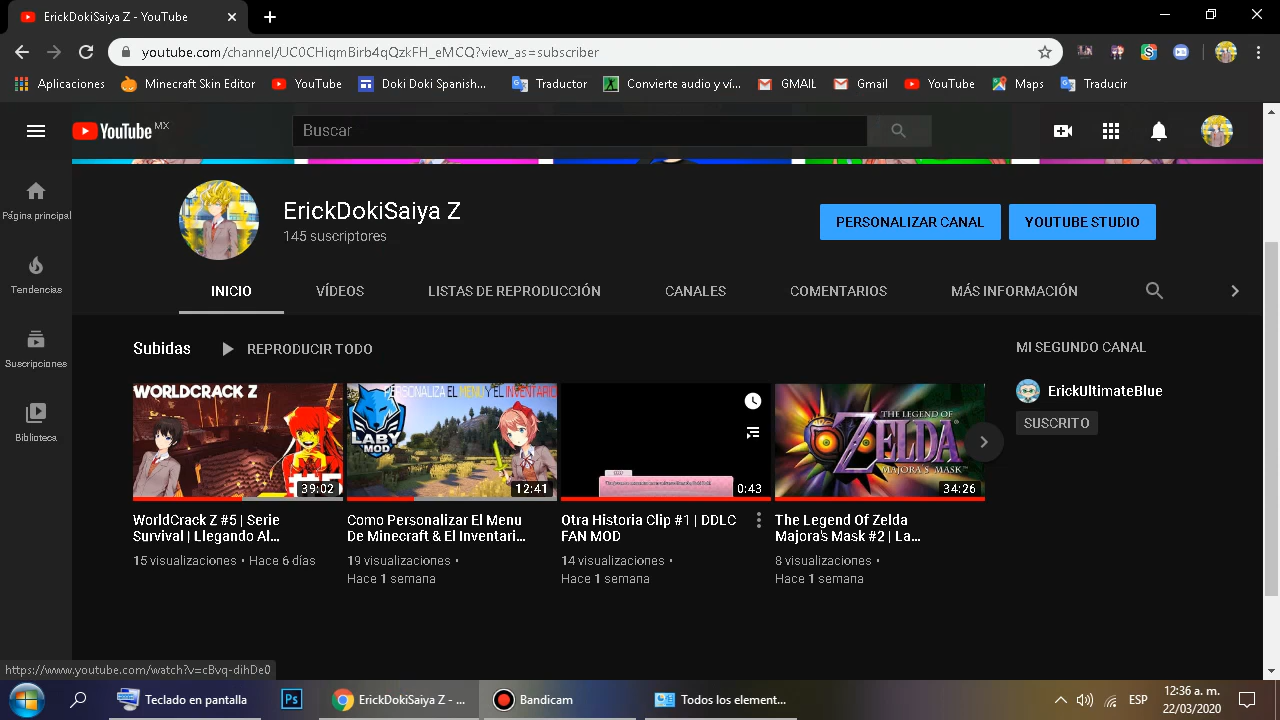 ErickDokiSaiya Z - YouTube
youtube.com/channel/UC0CHiqmBirb4qQzkFH_eMCQ?view_as=subscriber
Aplicaciones Minecraft Skin Editor YouTube Doki Doki Spanish... Traductor Convierte audio y ví... GMAIL Gmail YouTube Maps Traducir
YouTube MX
Buscar
Página principal
Tendencias
Suscripciones
Biblioteca
ErickDokiSaiya Z
145 suscriptores
PERSONALIZAR CANAL YOUTUBE STUDIO
INICIO VÍDEOS LISTAS DE REPRODUCCIÓN CANALES COMENTARIOS MÁS INFORMACIÓN
Subidas REPRODUCIR TODO
WORLDCRACK Z
39:02
WorldCrack Z #5 | Serie
Survival | Llegando Al...
15 visualizaciones • Hace 6 días
PERSONALIZA EL MENU Y EL INVENTARIO
LABY
MOD
12:41
Como Personalizar El Menu
De Minecraft & El Inventari...
19 visualizaciones •
Hace 1 semana
0:43
Otra Historia Clip #1 | DDLC
FAN MOD
14 visualizaciones •
Hace 1 semana
THE LEGEND OF
ZELDA
MAJORA'S MASK™
34:26
The Legend Of Zelda
Majora's Mask #2 | La...
8 visualizaciones •
Hace 1 semana
MI SEGUNDO CANAL
ErickUltimateBlue
SUSCRITO
https://www.youtube.com/watch?v=cBvq-dihDe0
Teclado en pantalla Ps ErickDokiSaiya Z - ... Bandicam Todos los element... ESP
12:36 a. m.
22/03/2020